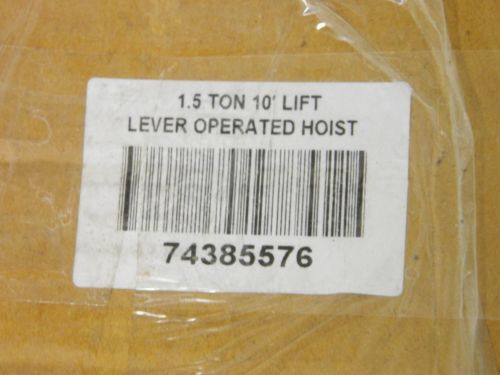 1.5 TON 10' LIFT
LEVER OPERATED HOIST
74385576